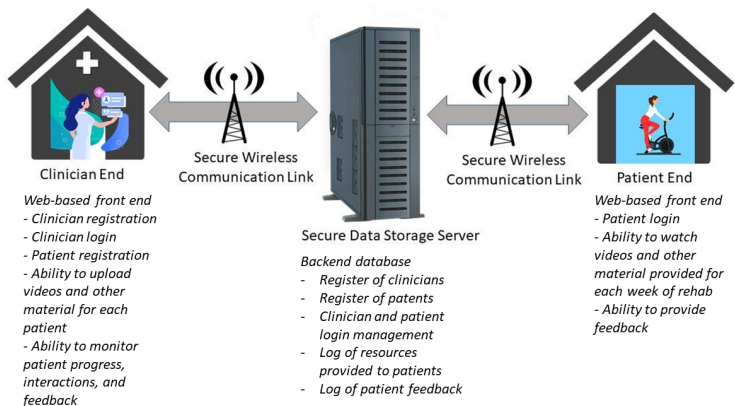 Clinician End
Web-based front end
- Clinician registration
- Clinician login
- Patient registration
- Ability to upload
videos and other
material for each
patient
- Ability to monitor
patient progress,
interactions, and
feedback
Secure Wireless
Communication Link
Secure Data Storage Server
Backend database
- Register of clinicians
- Register of patents
- Clinician and patient
login management
- Log of resources
provided to patients
- Log of patient feedback
Secure Wireless
Communication Link
Patient End
Web-based front end
- Patient login
- Ability to watch
videos and other
material provided for
each week of rehab
- Ability to provide
feedback